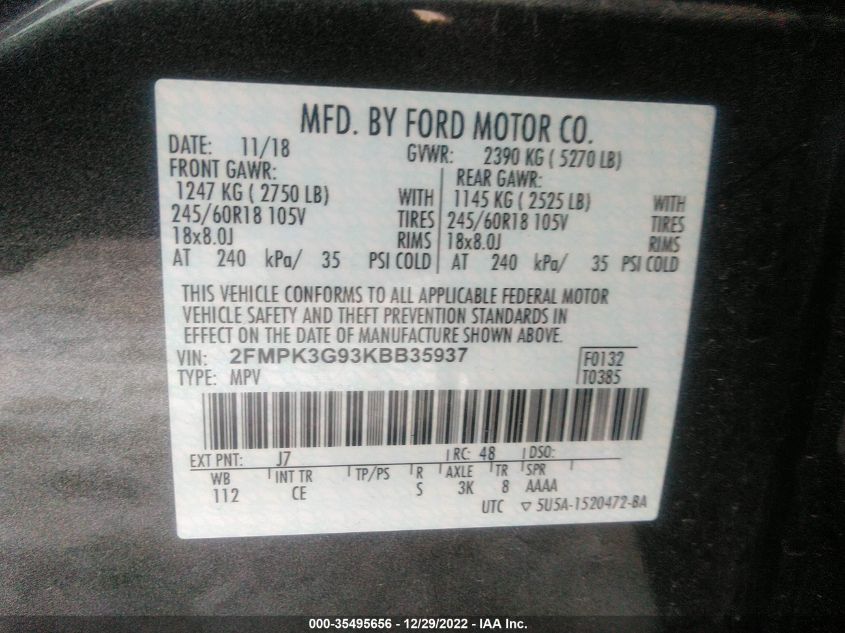 MFD. BY FORD MOTOR CO.
DATE: 11/18 GVWR: 2390 KG ( 5270 LB)
FRONT GAWR: REAR GAWR:
1247 KG ( 2750 LB) WITH 1145 KG ( 2525 LB) WITH
245/60R18 105V TIRES 245/60R18 105V TIRES
18x8.0J RIMS 18x8.0J RIMS
AT 240 kPa/ 35 PSI COLD AT 240 kPa/ 35 PSI COLD
THIS VEHICLE CONFORMS TO ALL APPLICABLE FEDERAL MOTOR
VEHICLE SAFETY AND THEFT PREVENTION STANDARDS IN
EFFECT ON THE DATE OF MANUFACTURE SHOWN ABOVE.
VIN: 2FMPK3G93KBB35937 F0132
TYPE: MPV T0385
EXT PNT: J7 RC: 48 DSO:
WB INT TR TP/PS R AXLE TR SPR
112 CE S 3K 8 AAAA
UTC ▽ 5U5A-1520472-BA
000-35495656 - 12/29/2022 - IAA Inc.